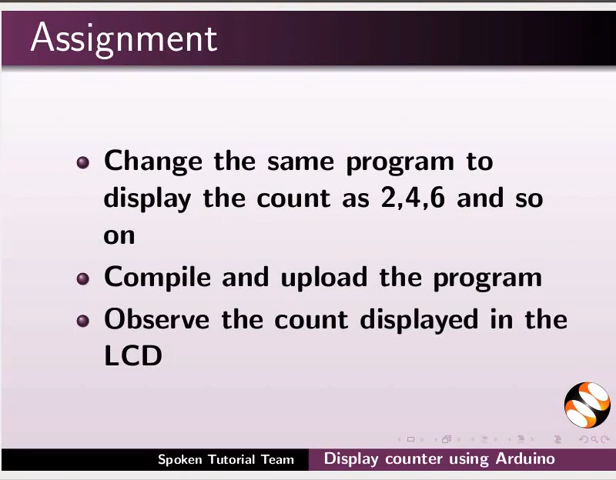 Assignment
Change the same program to
display the count as 2,4,6 and so
on
Compile and upload the program
Observe the count displayed in the
LCD
Spoken Tutorial Team
Display counter using Arduino